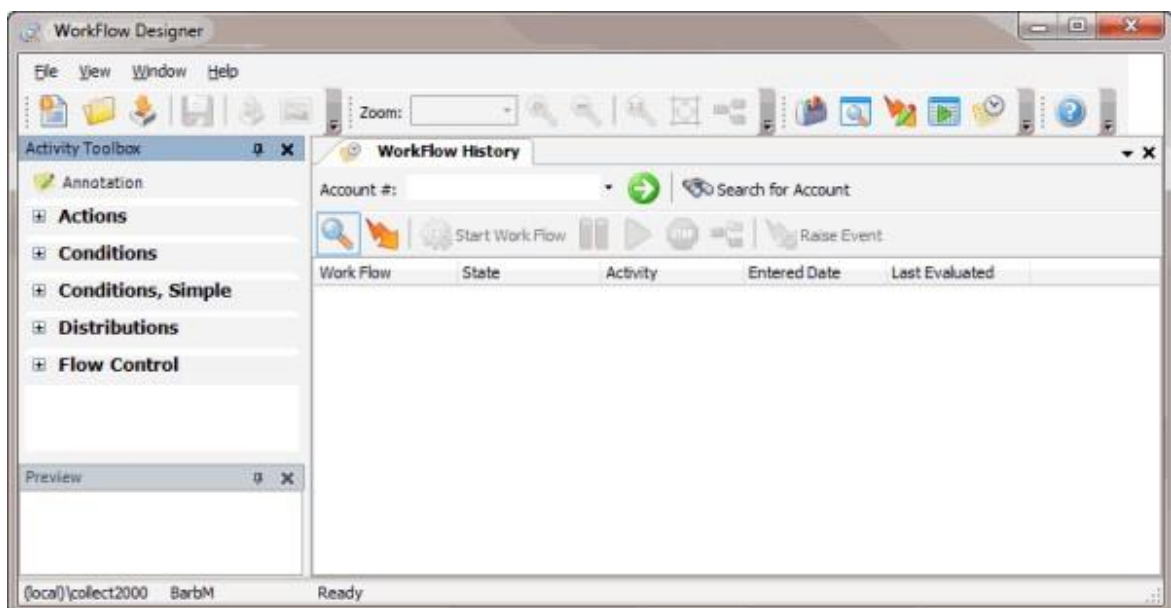 WorkFlow Designer
File View Window Help
Zoom:
Activity Toolbox
Annotation
Actions
Conditions
Conditions, Simple
Distributions
Flow Control
Preview
WorkFlow History
Account #:
Search for Account
Start Work Flow
Raise Event
Work Flow State Activity Entered Date Last Evaluated
(local)\collect2000 BarbM Ready